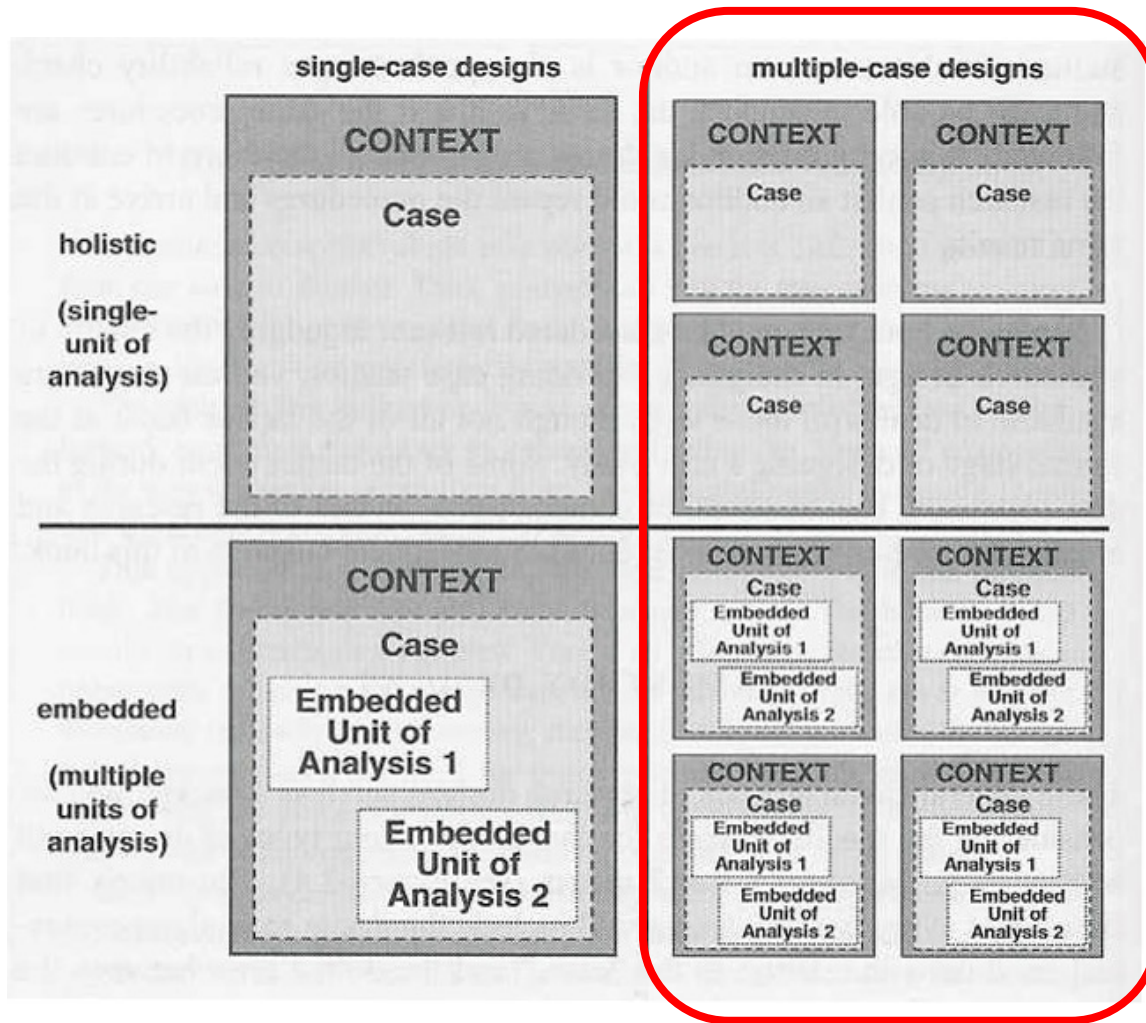 single-case designs
multiple-case designs
holistic
(single-
unit of
analysis)
CONTEXT
Case
CONTEXT
Case
CONTEXT
Case
CONTEXT
Case
CONTEXT
Case
embedded
(multiple
units of
analysis)
CONTEXT
Case
Embedded
Unit of
Analysis 1
Embedded
Unit of
Analysis 2
CONTEXT
Case
Embedded
Unit of
Analysis 1
Embedded
Unit of
Analysis 2
CONTEXT
Case
Embedded
Unit of
Analysis 1
Embedded
Unit of
Analysis 2
CONTEXT
Case
Embedded
Unit of
Analysis 1
Embedded
Unit of
Analysis 2
CONTEXT
Case
Embedded
Unit of
Analysis 1
Embedded
Unit of
Analysis 2